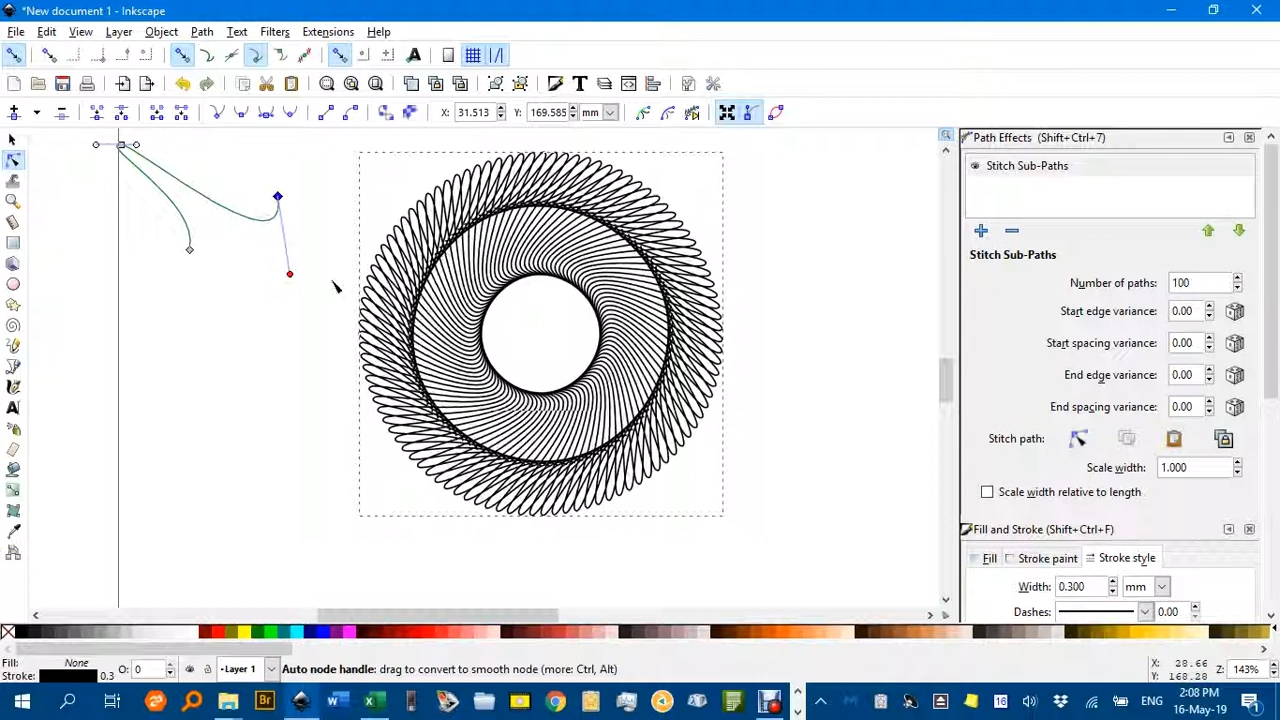 *New document 1 - Inkscape
File Edit View Layer Object Path Text Filters Extensions Help
X: 31.513 Y: 169.585 mm
Path Effects (Shift+Ctrl+7)
Stitch Sub-Paths
Stitch Sub-Paths
Number of paths: 100
Start edge variance: 0.00
Start spacing variance: 0.00
End edge variance: 0.00
End spacing variance: 0.00
Stitch path:
Scale width: 1.000
Scale width relative to length
Fill and Stroke (Shift+Ctrl+F)
Fill Stroke paint Stroke style
Width: 0.300 mm
Dashes: 0.00
Fill: None
Stroke: 0.3 O: 0 Layer 1 Auto node handle: drag to convert to smooth node (more: Ctrl, Alt) X: 28.66 Y: 168.28 Z: 143%
Br 16 ENG 2:08 PM
16-May-19